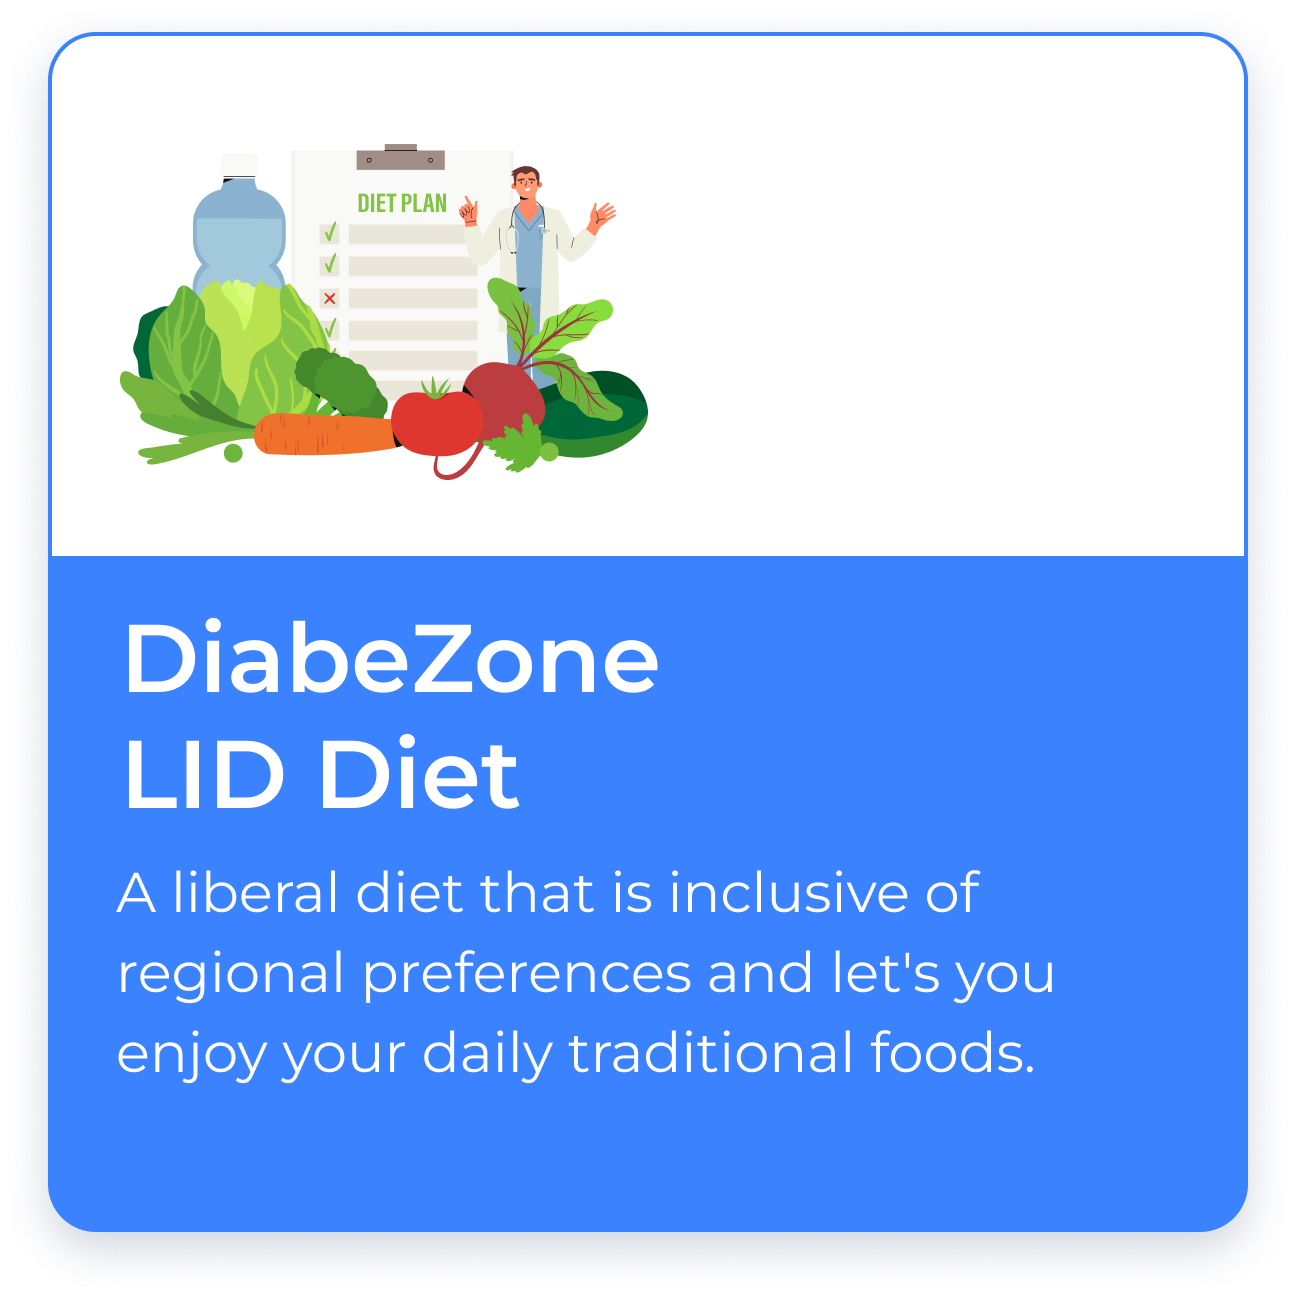 DIET PLAN
DiabeZone
LID Diet
A liberal diet that is inclusive of
regional preferences and let's you
enjoy your daily traditional foods.